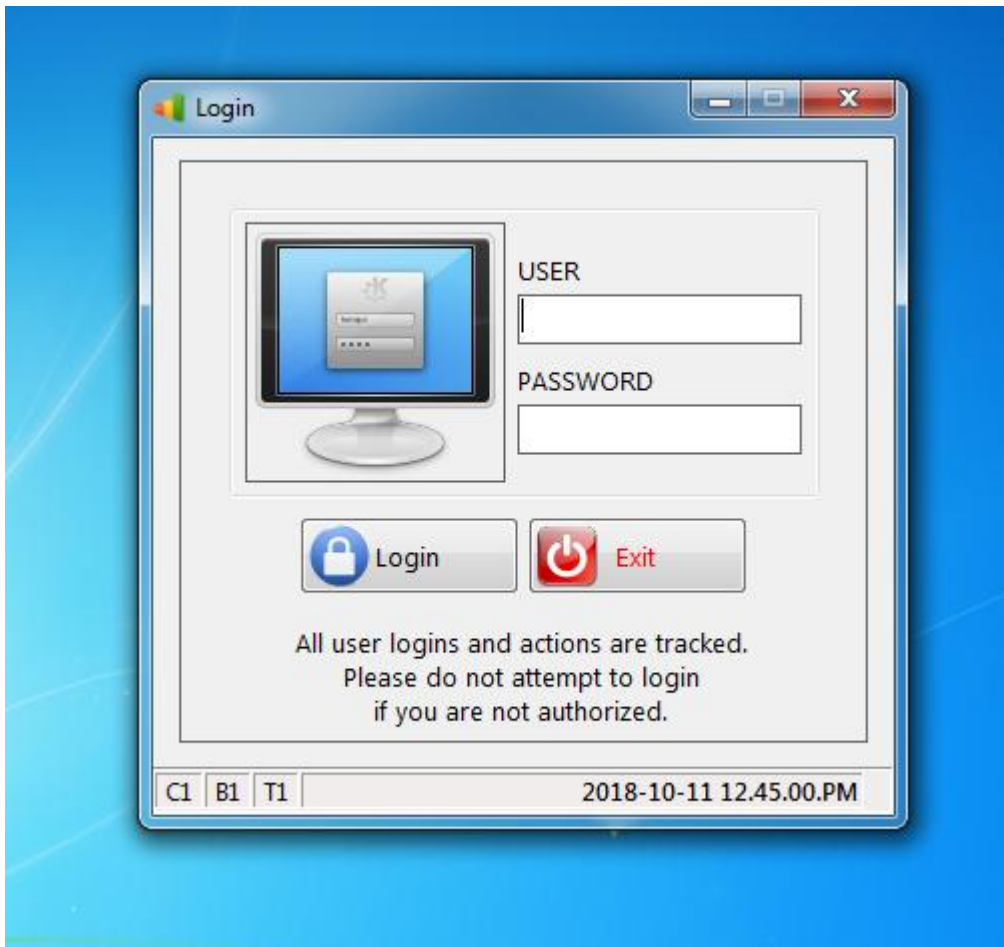 Login
USER
PASSWORD
Login
Exit
All user logins and actions are tracked.
Please do not attempt to login
if you are not authorized.
C1 B1 T1 2018-10-11 12.45.00.PM